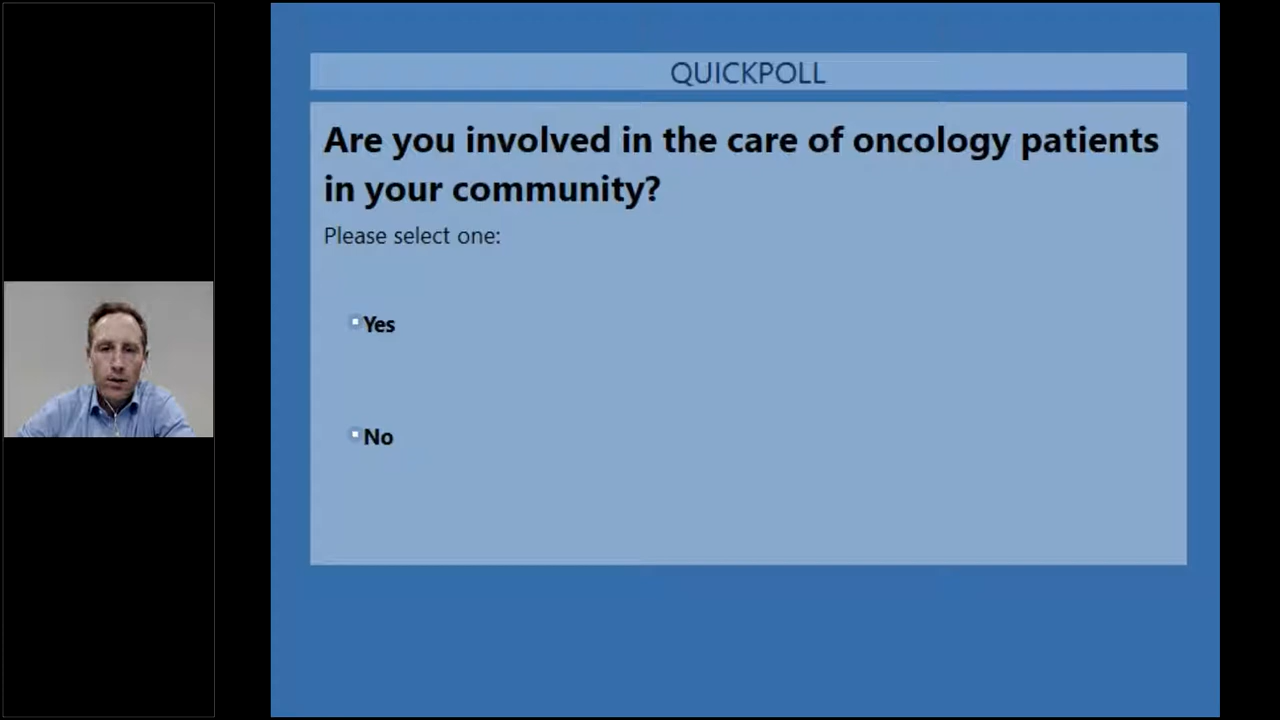 QUICKPOLL
Are you involved in the care of oncology patients
in your community?
Please select one:
Yes
No